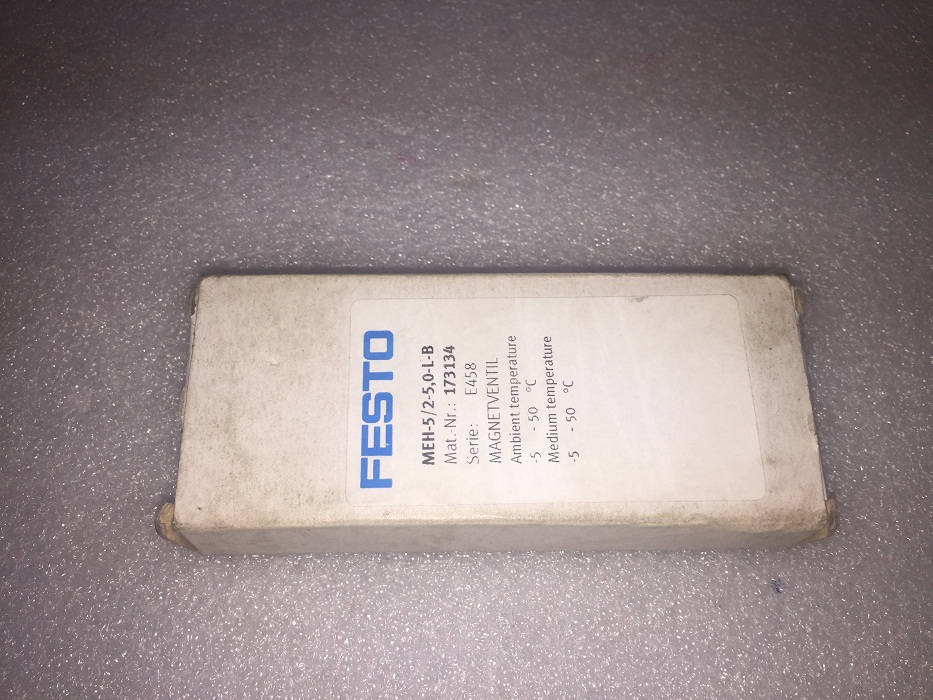 FESTO
MEH-5/2-5,0-L-B
Mat.-Nr.: 173134
Serie: E458
MAGNETVENTIL
Ambient temperature
-5 - 50 °C
Medium temperature
-5 - 50 °C